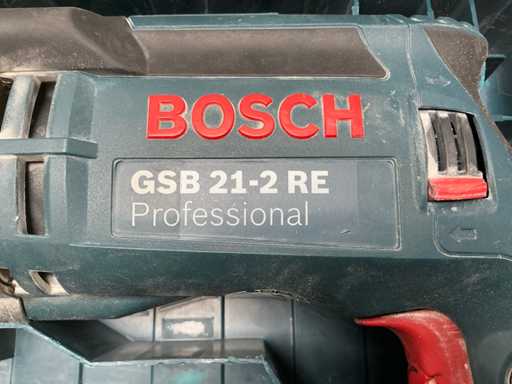 BOSCH
GSB 21-2 RE
Professional